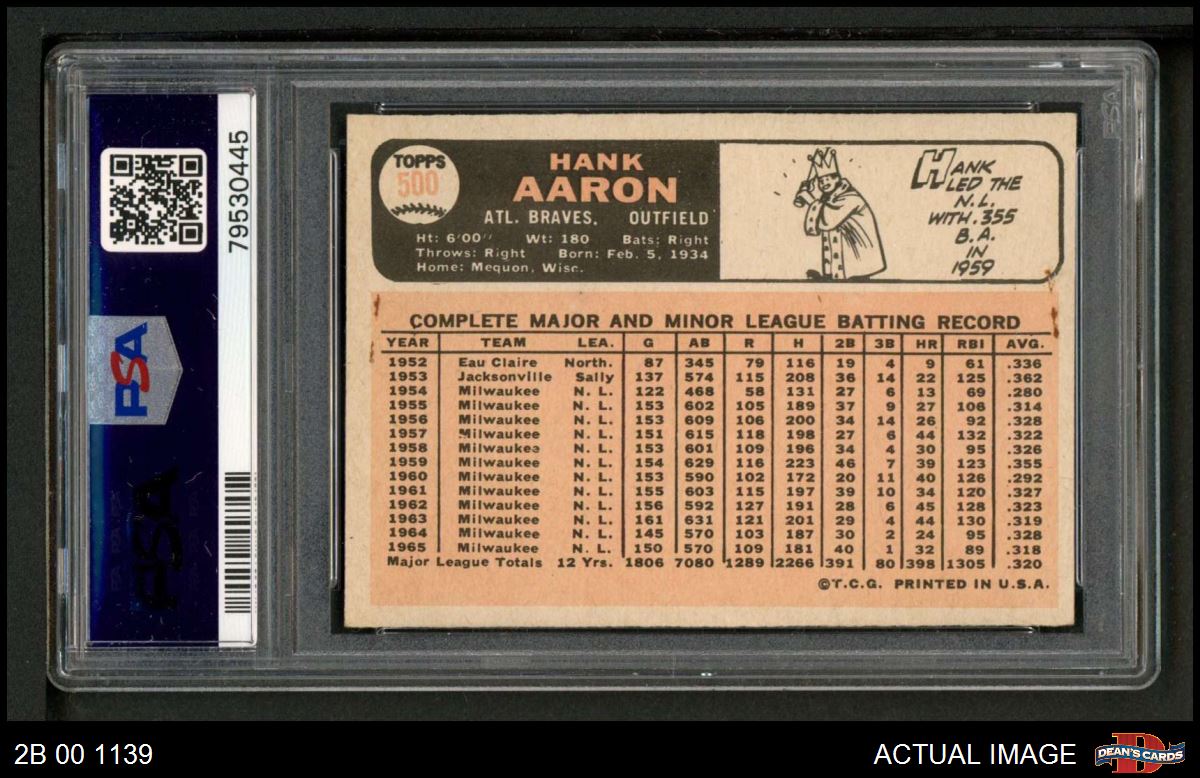 79530445
PSA
PSA
TOPPS
500
HANK
AARON
ATL. BRAVES. OUTFIELD
Ht: 6'00" Wt: 180 Bats: Right
Throws: Right Born: Feb. 5, 1934
Home: Mequon, Wisc.
HANK
LED THE
N.L.
WITH .355
B.A.
IN
1959
COMPLETE MAJOR AND MINOR LEAGUE BATTING RECORD
YEAR TEAM LEA. G AB R H 2B 3B HR RBI AVG.
1952 Eau Claire North. 87 345 79 116 19 4 9 61 .336
1953 Jacksonville Sally 137 574 115 208 36 14 22 125 .362
1954 Milwaukee N. L. 122 468 58 131 27 6 13 69 .280
1955 Milwaukee N. L. 153 602 105 189 37 9 27 106 .314
1956 Milwaukee N. L. 153 609 106 200 34 14 26 92 .328
1957 Milwaukee N. L. 151 615 118 198 27 6 44 132 .322
1958 Milwaukee N. L. 153 601 109 196 34 4 30 95 .326
1959 Milwaukee N. L. 154 629 116 223 46 7 39 123 .355
1960 Milwaukee N. L. 153 590 102 172 20 11 40 126 .292
1961 Milwaukee N. L. 155 603 115 197 39 10 34 120 .327
1962 Milwaukee N. L. 156 592 127 191 28 6 45 128 .323
1963 Milwaukee N. L. 161 631 121 201 29 4 44 130 .319
1964 Milwaukee N. L. 145 570 103 187 30 2 24 95 .328
1965 Milwaukee N. L. 150 570 109 181 40 1 32 89 .318
Major League Totals 12 Yrs. 1806 7080 1289 2266 391 80 398 1305 .320
©T.C.G. PRINTED IN U.S.A.
2B 00 1139
ACTUAL IMAGE
DEAN'S CARDS